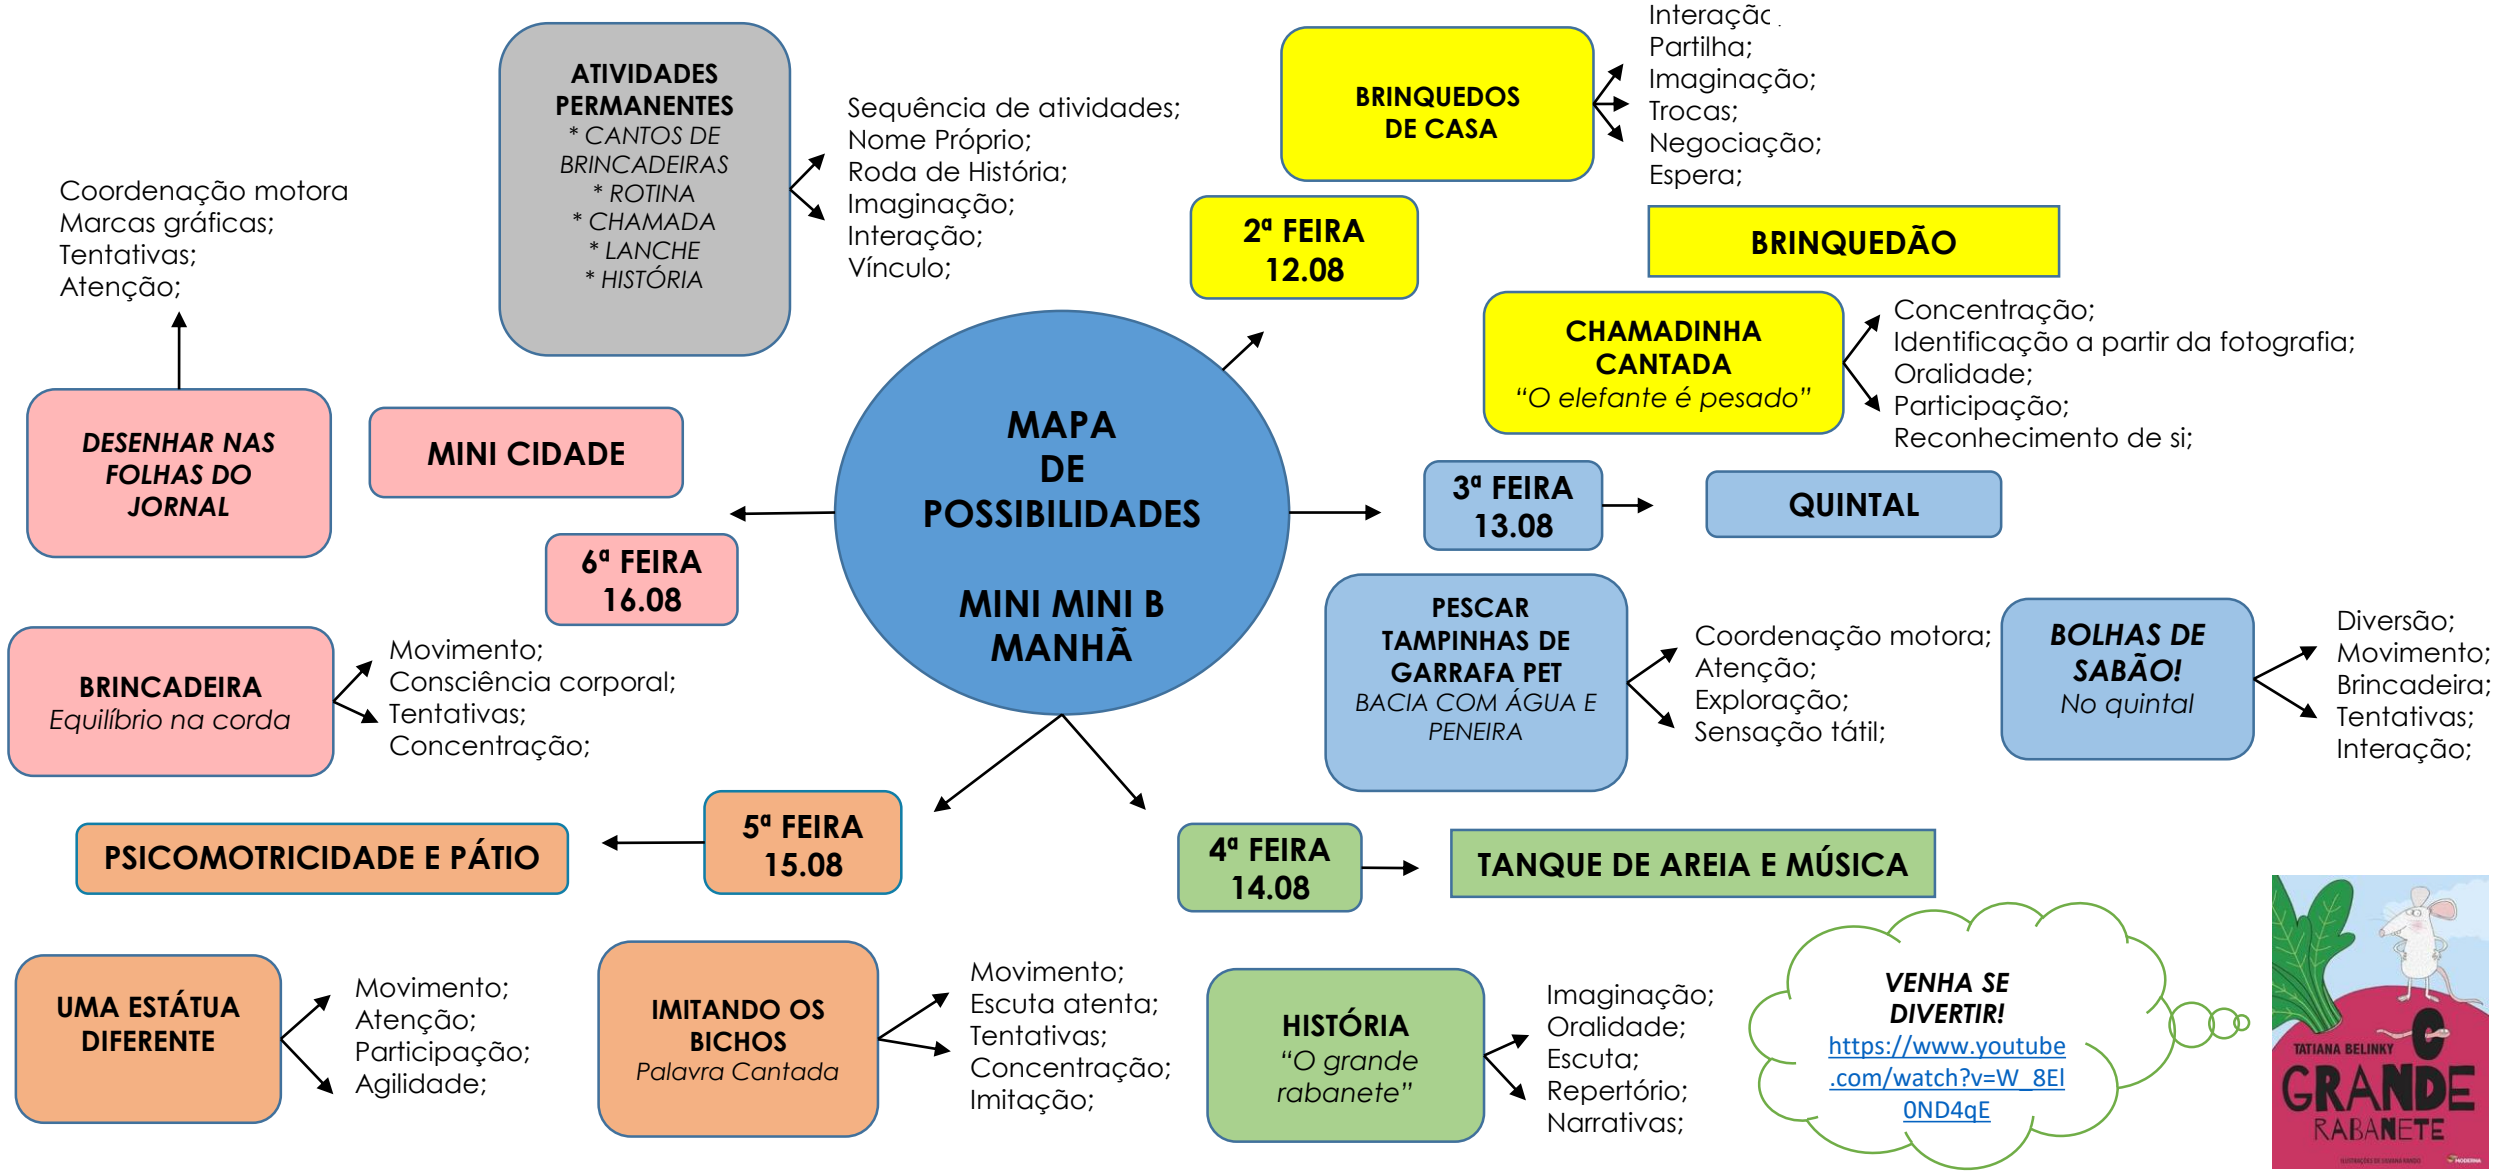 MAPA
DE
POSSIBILIDADES
MINI MINI B
MANHÃ
ATIVIDADES
PERMANENTES
* CANTOS DE
BRINCADEIRAS
* ROTINA
* CHAMADA
* LANCHE
* HISTÓRIA
Sequência de atividades;
Nome Próprio;
Roda de História;
Imaginação;
Interação;
Vínculo;
2ª FEIRA
12.08
BRINQUEDOS
DE CASA
Interação
Partilha;
Imaginação;
Trocas;
Negociação;
Espera;
BRINQUEDÃO
CHAMADINHA
CANTADA
“O elefante é pesado”
Concentração;
Identificação a partir da fotografia;
Oralidade;
Participação;
Reconhecimento de si;
3ª FEIRA
13.08
QUINTAL
PESCAR
TAMPINHAS DE
GARRAFA PET
BACIA COM ÁGUA E
PENEIRA
Coordenação motora;
Atenção;
Exploração;
Sensação tátil;
BOLHAS DE
SABÃO!
No quintal
Diversão;
Movimento;
Brincadeira;
Tentativas;
Interação;
4ª FEIRA
14.08
TANQUE DE AREIA E MÚSICA
HISTÓRIA
“O grande
rabanete”
Imaginação;
Oralidade;
Escuta;
Repertório;
Narrativas;
VENHA SE
DIVERTIR!
https://www.youtube
.com/watch?v=W_8El
0ND4qE
TATIANA BELINKY
O
GRANDE
RABANETE
MODERNA
5ª FEIRA
15.08
PSICOMOTRICIDADE E PÁTIO
UMA ESTÁTUA
DIFERENTE
Movimento;
Atenção;
Participação;
Agilidade;
IMITANDO OS
BICHOS
Palavra Cantada
Movimento;
Escuta atenta;
Tentativas;
Concentração;
Imitação;
6ª FEIRA
16.08
MINI CIDADE
DESENHAR NAS
FOLHAS DO
JORNAL
Coordenação motora
Marcas gráficas;
Tentativas;
Atenção;
BRINCADEIRA
Equilíbrio na corda
Movimento;
Consciência corporal;
Tentativas;
Concentração;